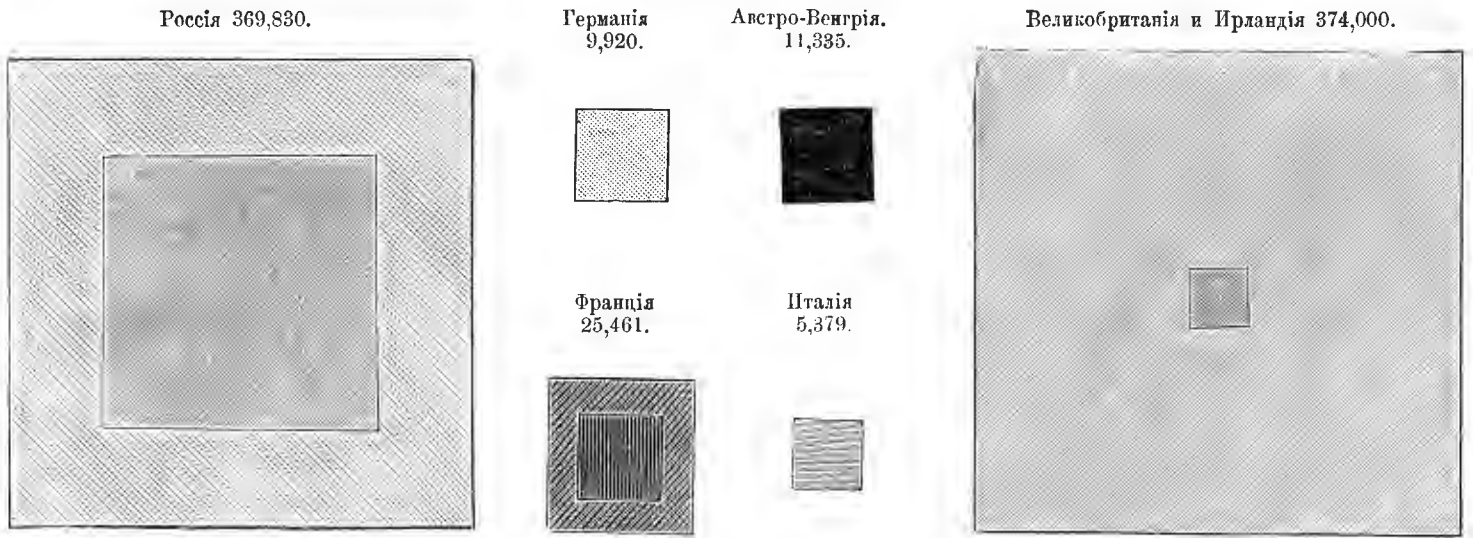 Россія 369,830.
Германія
9,920.
Австро-Венгрія.
11,335.
Великобританія и Ирландія 374,000.
Франція
25,461.
Италія
5,379.